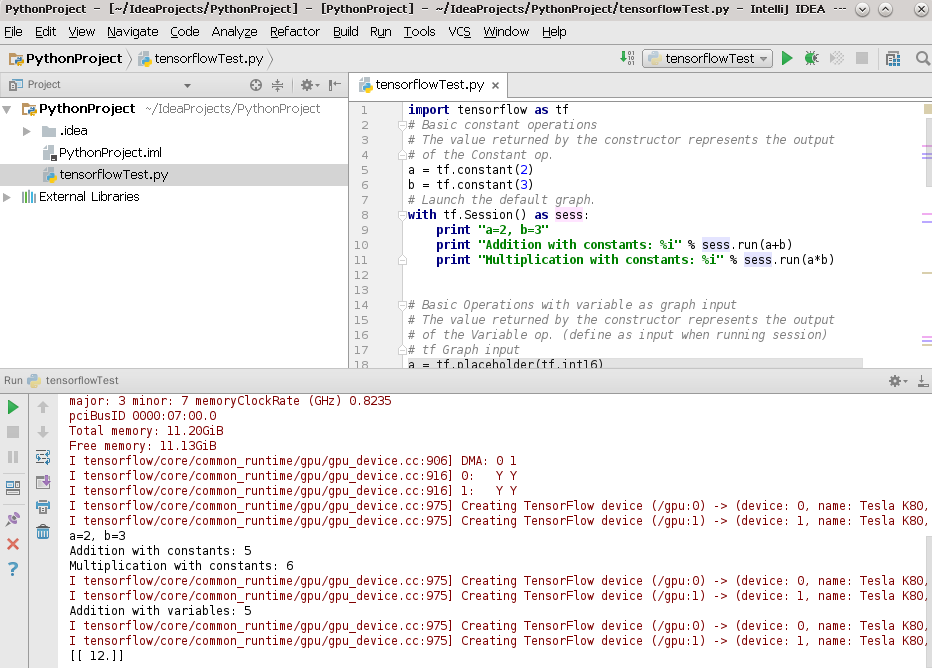 PythonProject - [~/IdeaProjects/PythonProject] - [PythonProject] - ~/IdeaProjects/PythonProject/tensorflowTest.py - IntelliJ IDEA ---
File Edit View Navigate Code Analyze Refactor Build Run Tools VCS Window Help
PythonProject tensorflowTest.py tensorflowTest
Project
PythonProject ~/IdeaProjects/PythonProject
.idea
PythonProject.iml
tensorflowTest.py
External Libraries
tensorflowTest.py ×
1 import tensorflow as tf
2 # Basic constant operations
3 # The value returned by the constructor represents the output
4 # of the Constant op.
5 a = tf.constant(2)
6 b = tf.constant(3)
7 # Launch the default graph.
8 with tf.Session() as sess:
9 print "a=2, b=3"
10 print "Addition with constants: %i" % sess.run(a+b)
11 print "Multiplication with constants: %i" % sess.run(a*b)
12
13
14 # Basic Operations with variable as graph input
15 # The value returned by the constructor represents the output
16 # of the Variable op. (define as input when running session)
17 # tf Graph input
18 a = tf.placeholder(tf.int16)
Run tensorflowTest
major: 3 minor: 7 memoryClockRate (GHz) 0.8235
pciBusID 0000:07:00.0
Total memory: 11.20GiB
Free memory: 11.13GiB
I tensorflow/core/common_runtime/gpu/gpu_device.cc:906] DMA: 0 1
I tensorflow/core/common_runtime/gpu/gpu_device.cc:916] 0: Y Y
I tensorflow/core/common_runtime/gpu/gpu_device.cc:916] 1: Y Y
I tensorflow/core/common_runtime/gpu/gpu_device.cc:975] Creating TensorFlow device (/gpu:0) -> (device: 0, name: Tesla K80,
I tensorflow/core/common_runtime/gpu/gpu_device.cc:975] Creating TensorFlow device (/gpu:1) -> (device: 1, name: Tesla K80,
a=2, b=3
Addition with constants: 5
Multiplication with constants: 6
I tensorflow/core/common_runtime/gpu/gpu_device.cc:975] Creating TensorFlow device (/gpu:0) -> (device: 0, name: Tesla K80,
I tensorflow/core/common_runtime/gpu/gpu_device.cc:975] Creating TensorFlow device (/gpu:1) -> (device: 1, name: Tesla K80,
Addition with variables: 5
I tensorflow/core/common_runtime/gpu/gpu_device.cc:975] Creating TensorFlow device (/gpu:0) -> (device: 0, name: Tesla K80,
I tensorflow/core/common_runtime/gpu/gpu_device.cc:975] Creating TensorFlow device (/gpu:1) -> (device: 1, name: Tesla K80,
[[ 12.]]